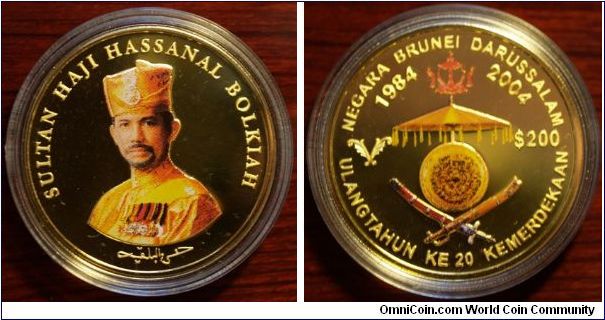 SULTAN HAJI HASSANAL BOLKIAH
NEGARA BRUNEI DARUSSALAM
1984 2004
$200
ULANGTAHUN KE 20 KEMERDEKAAN
OmniCoin.com World Coin Community